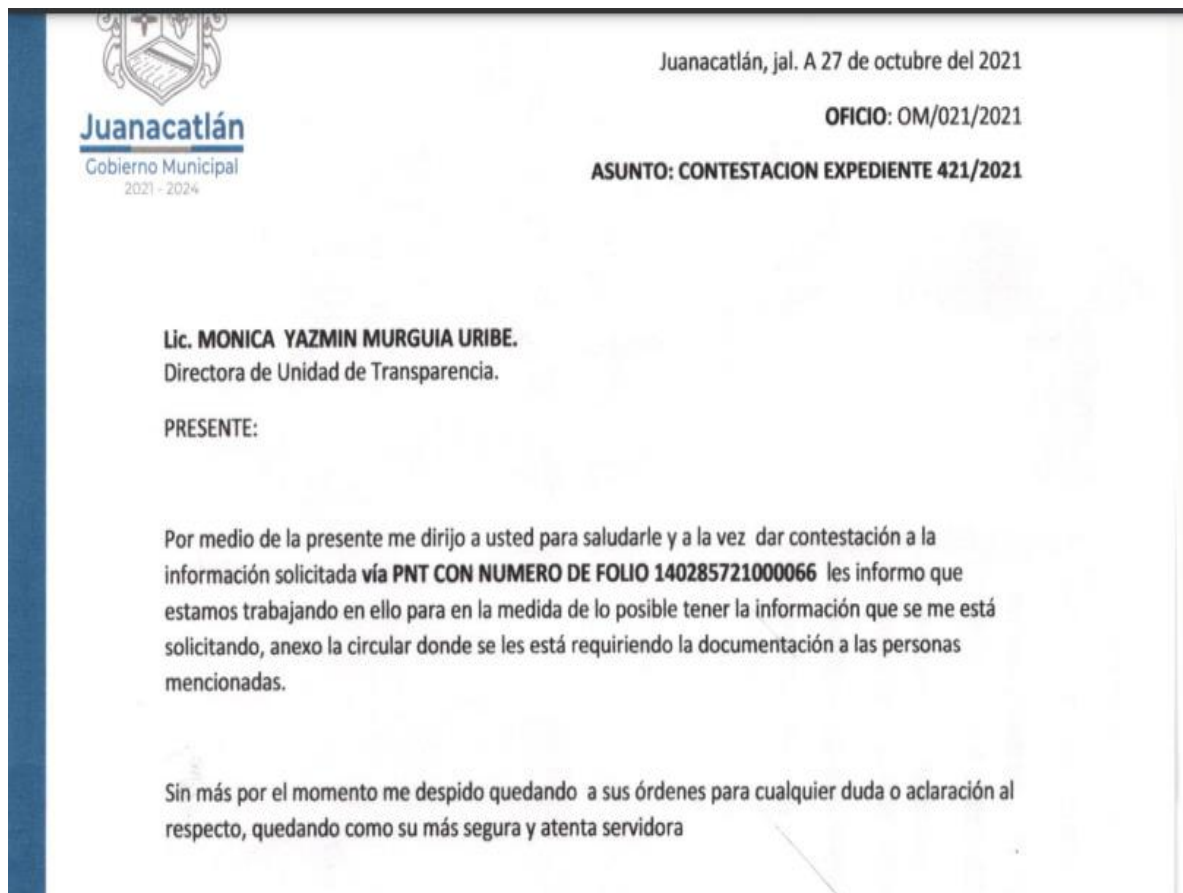 Juanacatlán
Gobierno Municipal
2021 - 2024
Juanacatlán, jal. A 27 de octubre del 2021
OFICIO: OM/021/2021
ASUNTO: CONTESTACION EXPEDIENTE 421/2021
Lic. MONICA YAZMIN MURGUIA URIBE.
Directora de Unidad de Transparencia.
PRESENTE:
Por medio de la presente me dirijo a usted para saludarle y a la vez dar contestación a la
información solicitada vía PNT CON NUMERO DE FOLIO 140285721000066 les informo que
estamos trabajando en ello para en la medida de lo posible tener la información que se me está
solicitando, anexo la circular donde se les está requiriendo la documentación a las personas
mencionadas.
Sin más por el momento me despido quedando a sus órdenes para cualquier duda o aclaración al
respecto, quedando como su más segura y atenta servidora